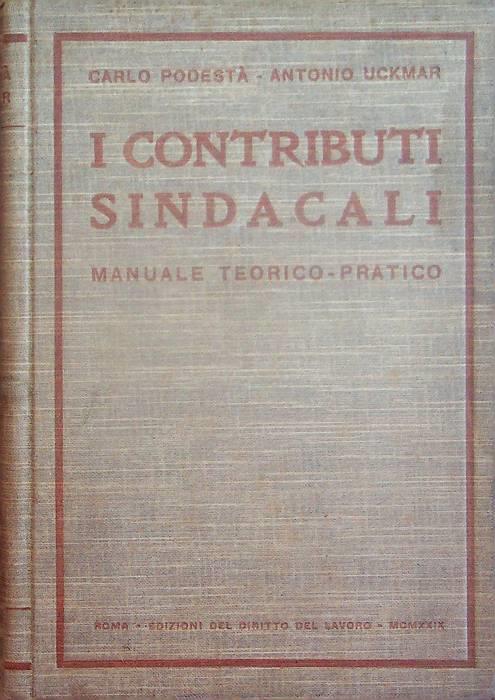 CARLO PODESTÀ - ANTONIO UCKMAR
I CONTRIBUTI
SINDACALI
MANUALE TEORICO-PRATICO
ROMA - EDIZIONI DEL DIRITTO DEL LAVORO - MCMXXIX